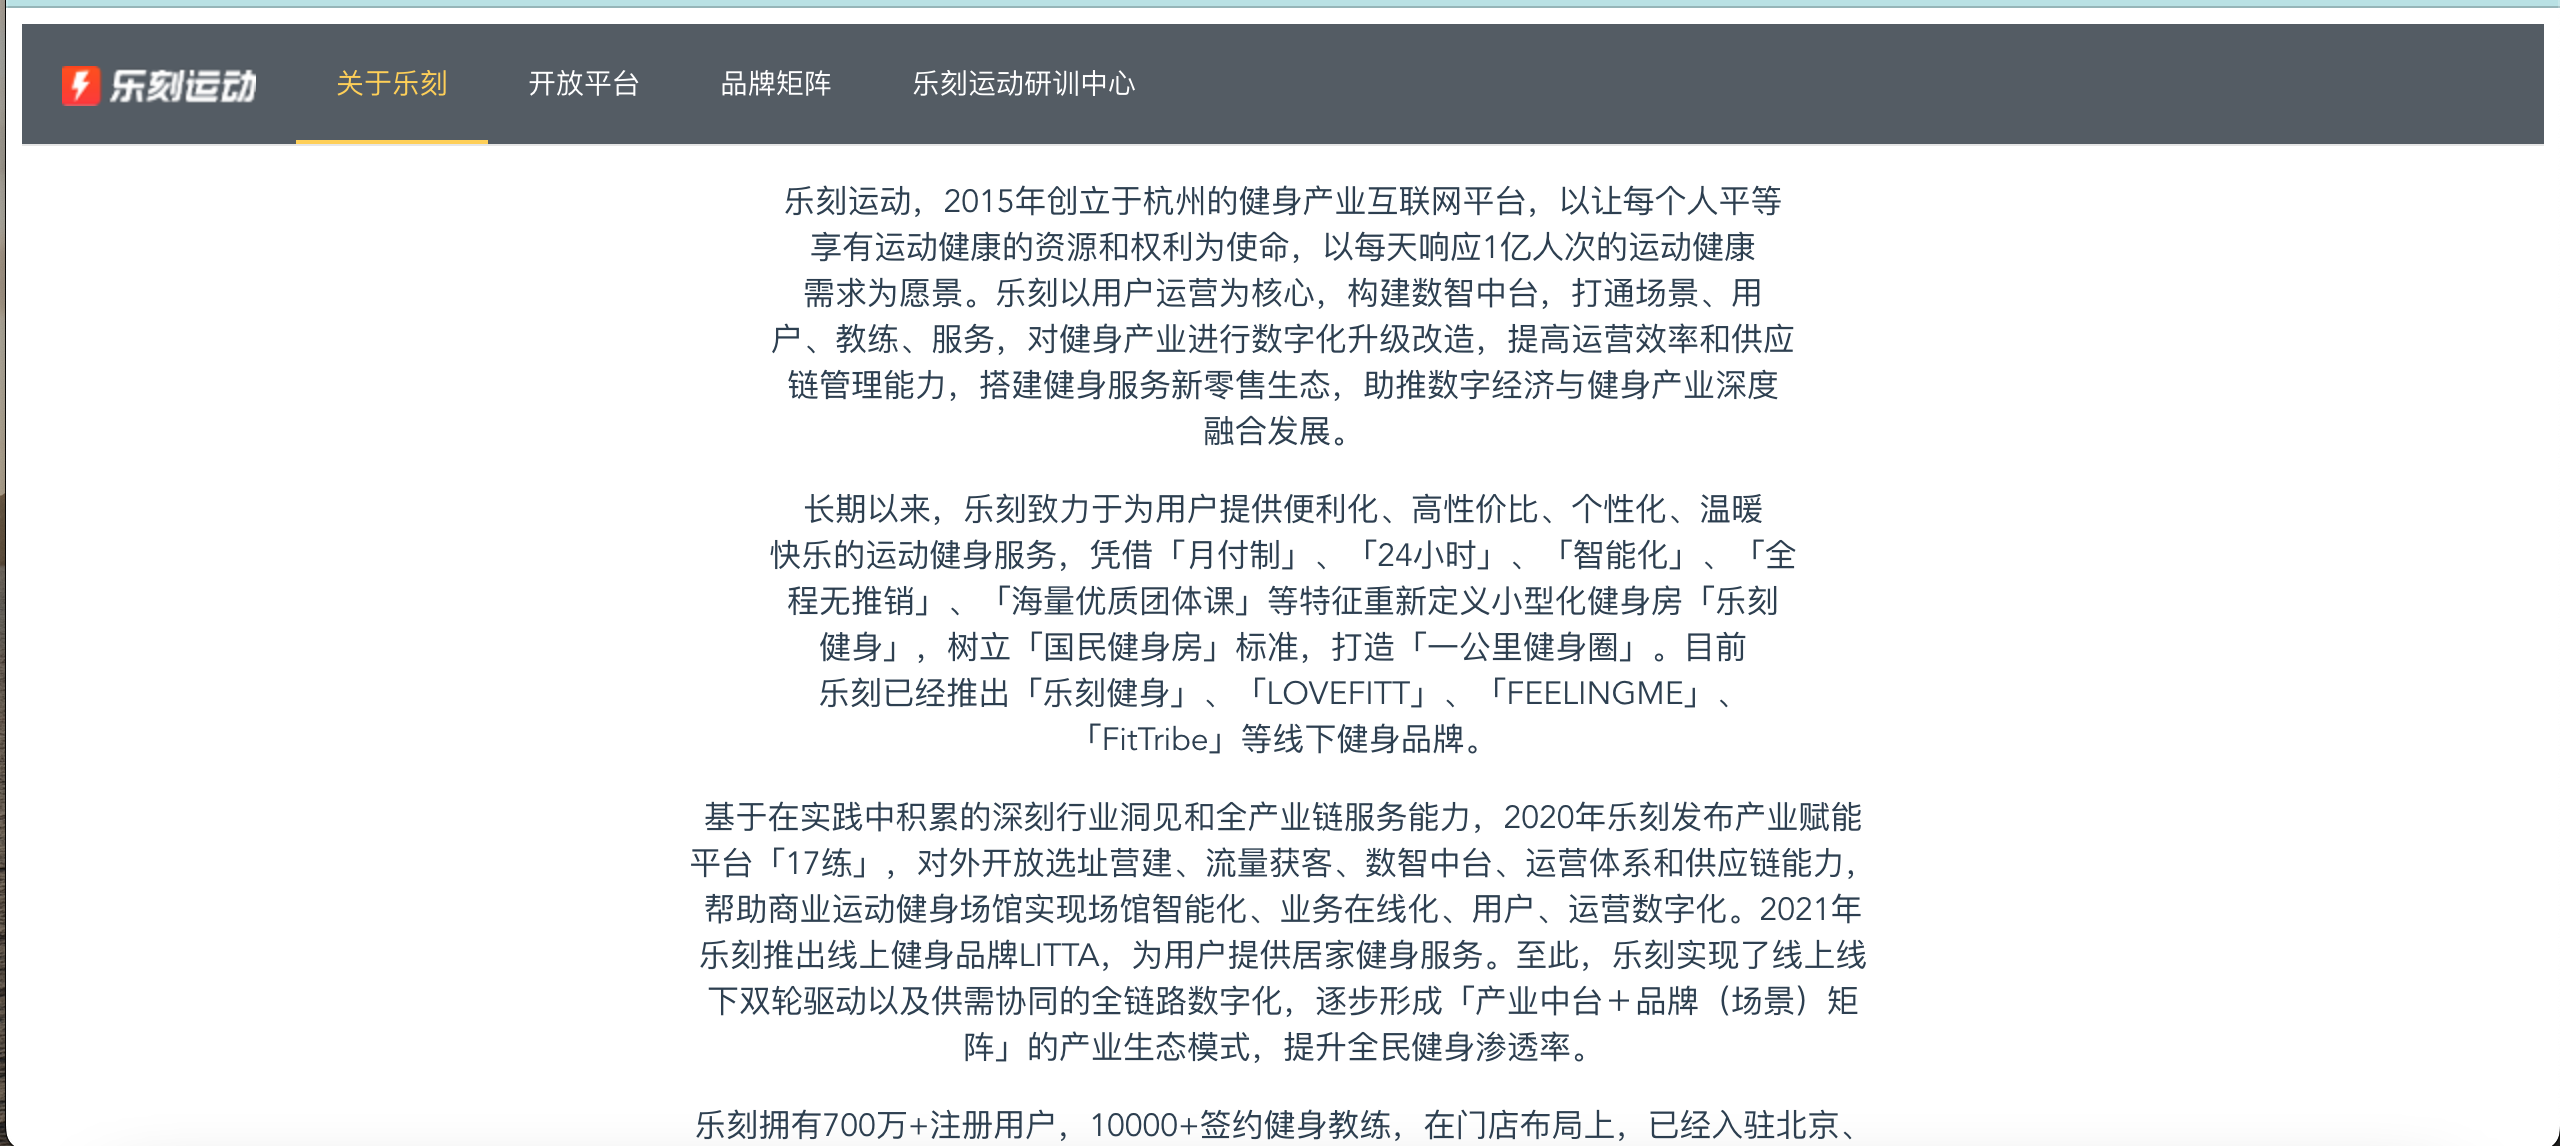 乐刻运动
关于乐刻
开放平台
品牌矩阵
乐刻运动研训中心
乐刻运动，2015年创立于杭州的健身产业互联网平台，以让每个人平等
享有运动健康的资源和权利为使命，以每天响应1亿人次的运动健康
需求为愿景。乐刻以用户运营为核心，构建数智中台，打通场景、用
户、教练、服务，对健身产业进行数字化升级改造，提高运营效率和供应
链管理能力，搭建健身服务新零售生态，助推数字经济与健身产业深度
融合发展。
长期以来，乐刻致力于为用户提供便利化、高性价比、个性化、温暖
快乐的运动健身服务，凭借「月付制」、「24小时」、「智能化」、「全
程无推销」、「海量优质团体课」等特征重新定义小型化健身房「乐刻
健身」，树立「国民健身房」标准，打造「一公里健身圈」。目前
乐刻已经推出「乐刻健身」、「LOVEFITT」、「FEELINGME」、
「FitTribe」等线下健身品牌。
基于在实践中积累的深刻行业洞见和全产业链服务能力，2020年乐刻发布产业赋能
平台「17练」，对外开放选址营建、流量获客、数智中台、运营体系和供应链能力，
帮助商业运动健身场馆实现场馆智能化、业务在线化、用户、运营数字化。2021年
乐刻推出线上健身品牌LITTA，为用户提供居家健身服务。至此，乐刻实现了线上线
下双轮驱动以及供需协同的全链路数字化，逐步形成「产业中台＋品牌（场景）矩
阵」的产业生态模式，提升全民健身渗透率。
乐刻拥有700万+注册用户，10000+签约健身教练，在门店布局上，已经入驻北京、